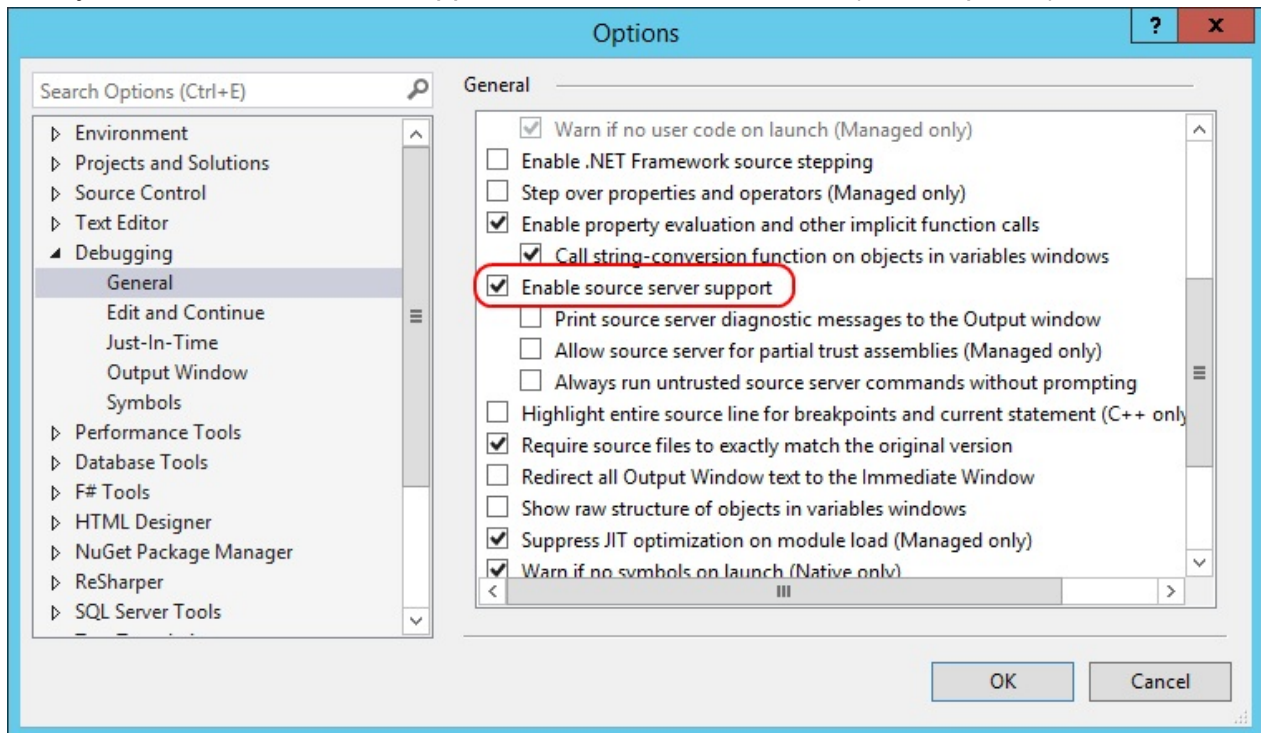 Options
?
X
Search Options (Ctrl+E)
Environment
Projects and Solutions
Source Control
Text Editor
Debugging
General
Edit and Continue
Just-In-Time
Output Window
Symbols
Performance Tools
Database Tools
F# Tools
HTML Designer
NuGet Package Manager
ReSharper
SQL Server Tools
General
Warn if no user code on launch (Managed only)
Enable .NET Framework source stepping
Step over properties and operators (Managed only)
Enable property evaluation and other implicit function calls
Call string-conversion function on objects in variables windows
Enable source server support
Print source server diagnostic messages to the Output window
Allow source server for partial trust assemblies (Managed only)
Always run untrusted source server commands without prompting
Highlight entire source line for breakpoints and current statement (C++ only
Require source files to exactly match the original version
Redirect all Output Window text to the Immediate Window
Show raw structure of objects in variables windows
Suppress JIT optimization on module load (Managed only)
Warn if no symbols on launch (Native only)
OK
Cancel